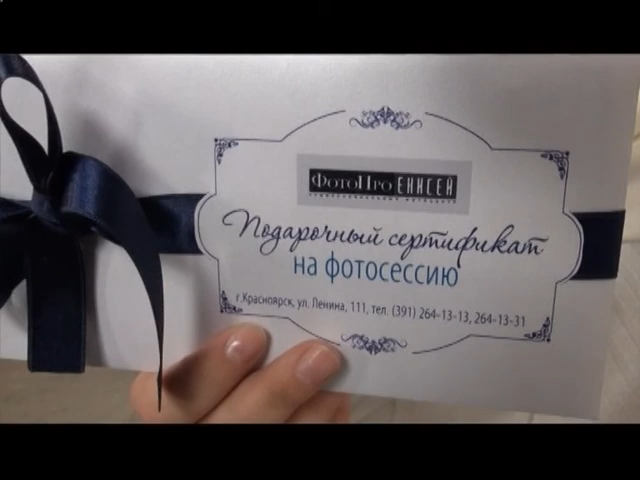 ФотоПро ЕНИСЕЙ
Подарочный сертификат
на фотосессию
г.Красноярск, ул. Ленина, 111, тел. (391) 264-13-13, 264-13-31